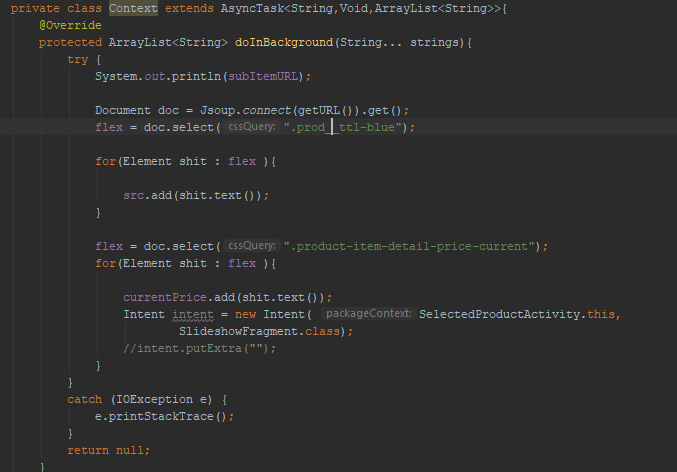 private class Context extends AsyncTask<String,Void,ArrayList<String>>{
@Override
protected ArrayList<String> doInBackground(String... strings){
try {
System.out.println(subItemURL);
Document doc = Jsoup.connect(getURL()).get();
flex = doc.select( cssQuery: ".prod__ttl-blue");
for(Element shit : flex ){
src.add(shit.text());
}
flex = doc.select( cssQuery: ".product-item-detail-price-current");
for(Element shit : flex ){
currentPrice.add(shit.text());
Intent intent = new Intent( packageContext: SelectedProductActivity.this,
SlideshowFragment.class);
//intent.putExtra("");
}
}
catch (IOException e) {
e.printStackTrace();
}
return null;
}